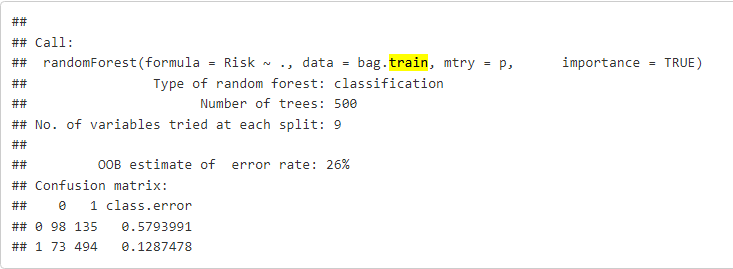 ##
## Call:
##  randomForest(formula = Risk ~ ., data = bag.train, mtry = p,      importance = TRUE)
##                Type of random forest: classification
##                      Number of trees: 500
## No. of variables tried at each split: 9
##
##         OOB estimate of  error rate: 26%
## Confusion matrix:
##    0   1 class.error
## 0 98 135   0.5793991
## 1 73 494   0.1287478